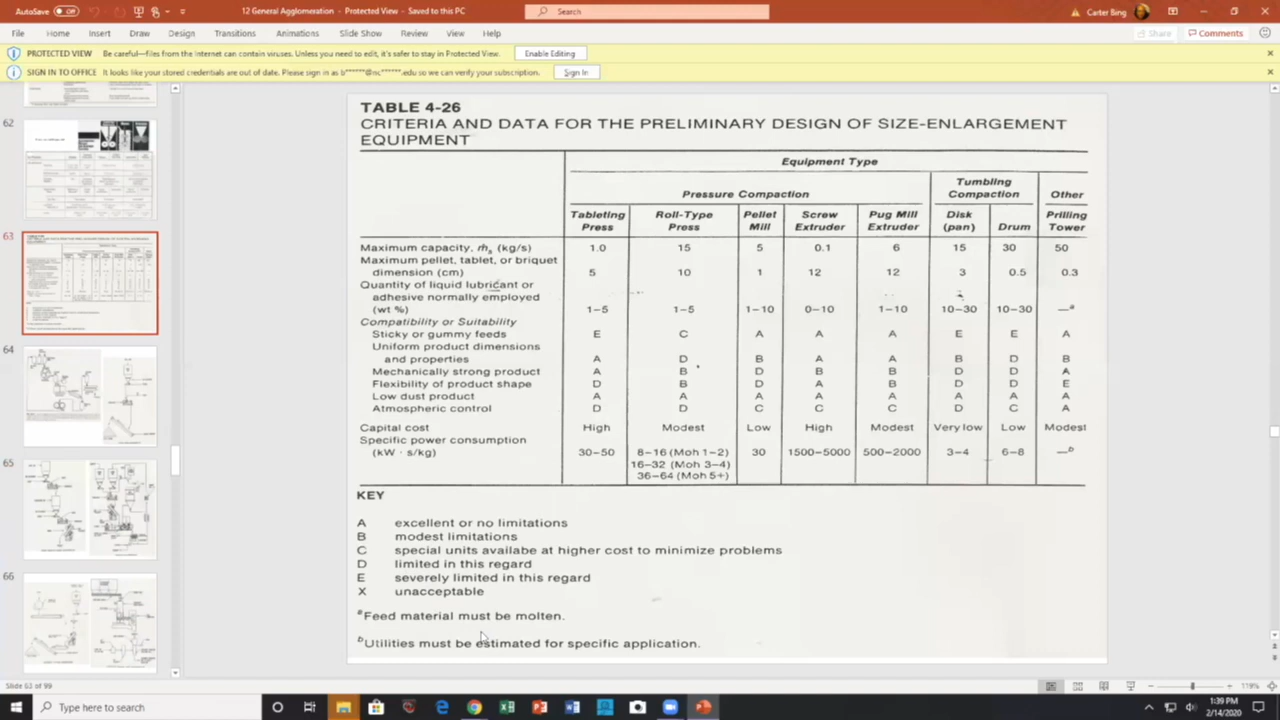 AutoSave Off
12 General Agglomeration - Protected View - Saved to this PC
Search
Carter Bing
File Home Insert Draw Design Transitions Animations Slide Show Review View Help
Share Comments
PROTECTED VIEW Be careful—files from the Internet can contain viruses. Unless you need to edit, it's safer to stay in Protected View. Enable Editing
SIGN IN TO OFFICE It looks like your stored credentials are out of date. Please sign in as b******@nc******.edu so we can verify your subscription. Sign In
62
63
64
65
66
TABLE 4-26
CRITERIA AND DATA FOR THE PRELIMINARY DESIGN OF SIZE-ENLARGEMENT
EQUIPMENT
Equipment Type
Pressure Compaction Tumbling Compaction Other
Tableting Press Roll-Type Press Pellet Mill Screw Extruder Pug Mill Extruder Disk (pan) Drum Prilling Tower
Maximum capacity, ṁs (kg/s) 1.0 15 5 0.1 6 15 30 50
Maximum pellet, tablet, or briquet
dimension (cm) 5 10 1 12 12 3 0.5 0.3
Quantity of liquid lubricant or
adhesive normally employed
(wt %) 1–5 1–5 1–10 0–10 1–10 10–30 10–30 —a
Compatibility or Suitability
Sticky or gummy feeds E C A A A E E A
Uniform product dimensions
and properties A D B A A B D B
Mechanically strong product A B D B B D D A
Flexibility of product shape D B D A B D D E
Low dust product A A A A A A A A
Atmospheric control D D C C C D C A
Capital cost High Modest Low High Modest Very low Low Modest
Specific power consumption
(kW · s/kg) 30–50 8–16 (Moh 1–2) 30 1500–5000 500–2000 3–4 6–8 —b
16–32 (Moh 3–4)
36–64 (Moh 5+)
KEY
A excellent or no limitations
B modest limitations
C special units availabe at higher cost to minimize problems
D limited in this regard
E severely limited in this regard
X unacceptable
aFeed material must be molten.
bUtilities must be estimated for specific application.
Slide 63 of 99
119%
Type here to search
1:39 PM
2/14/2020